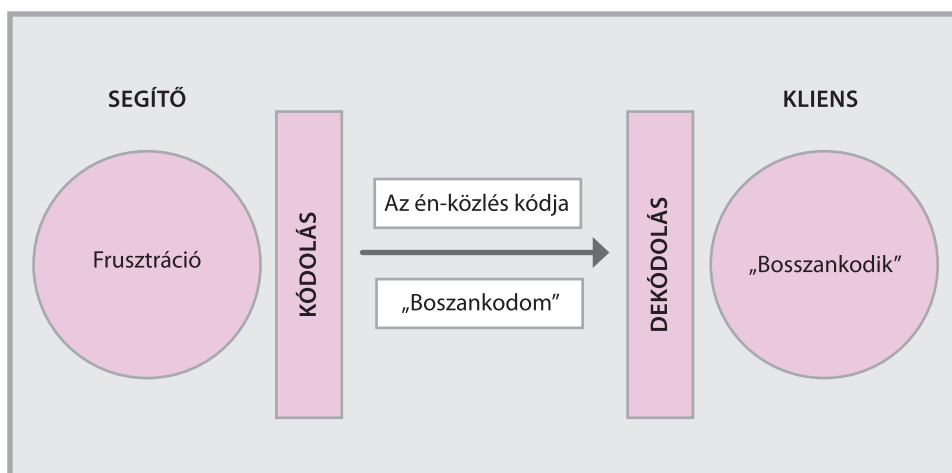 SEGÍTŐ
KLIENS
Frusztráció
KÓDOLÁS
Az én-közlés kódja
„Boszankodom”
DEKÓDOLÁS
„Bosszankodik”